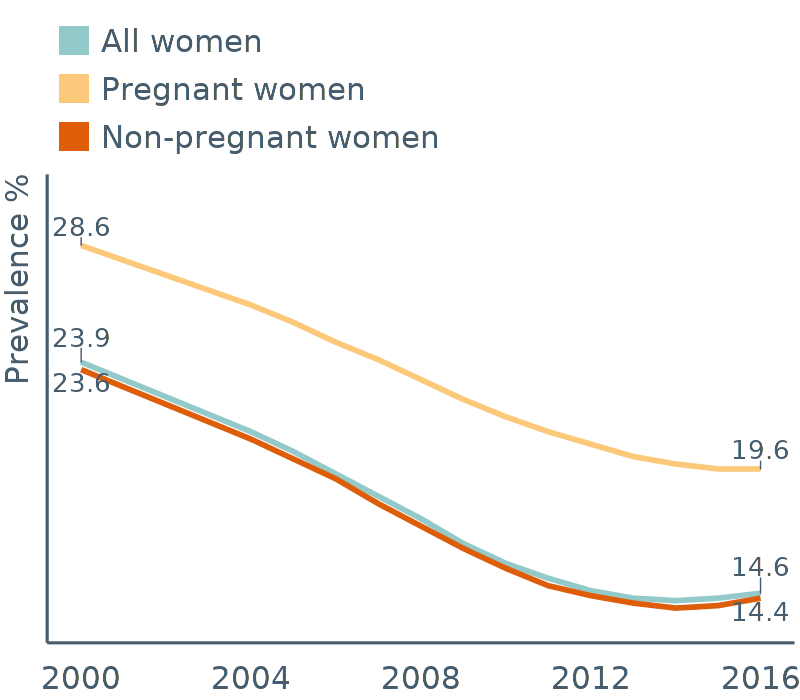 All women
Pregnant women
Non-pregnant women
Prevalence %
28.6
23.9
23.6
19.6
14.6
14.4
2000 2004 2008 2012 2016